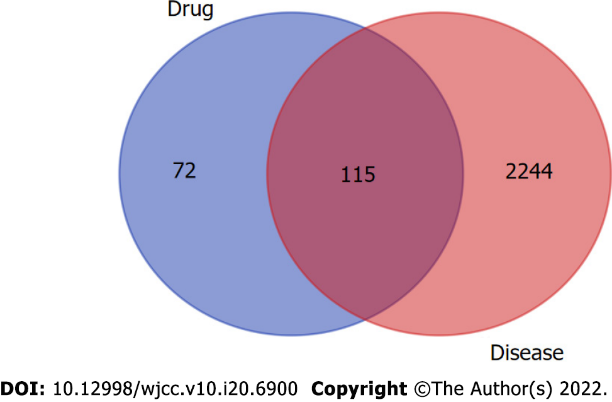 Drug
72
115
2244
Disease
DOI: 10.12998/wjcc.v10.i20.6900 Copyright ©The Author(s) 2022.